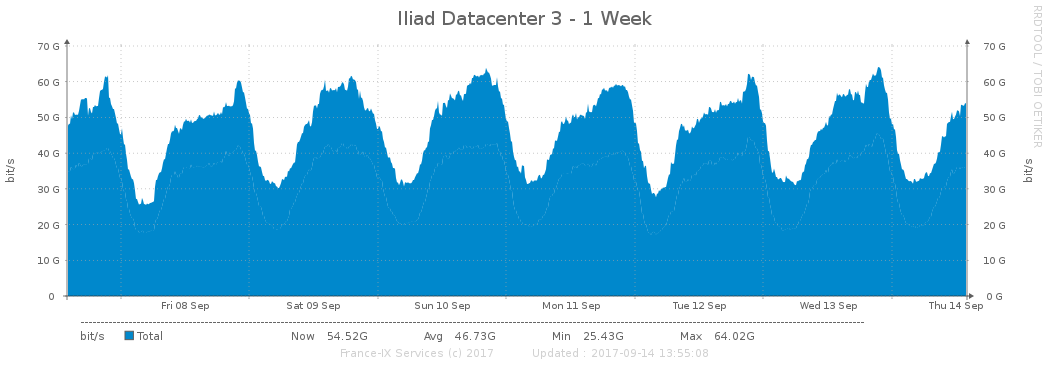 Iliad Datacenter 3 - 1 Week
RRDTOOL / TOBI OETIKER
70 G 70 G
60 G 60 G
50 G 50 G
40 G 40 G
30 G 30 G
20 G 20 G
10 G 10 G
0 0 G
bit/s bit/s
Fri 08 Sep Sat 09 Sep Sun 10 Sep Mon 11 Sep Tue 12 Sep Wed 13 Sep Thu 14 Sep
bit/s Total Now 54.52G Avg 46.73G Min 25.43G Max 64.02G
France-IX Services (c) 2017 Updated : 2017-09-14 13:55:08